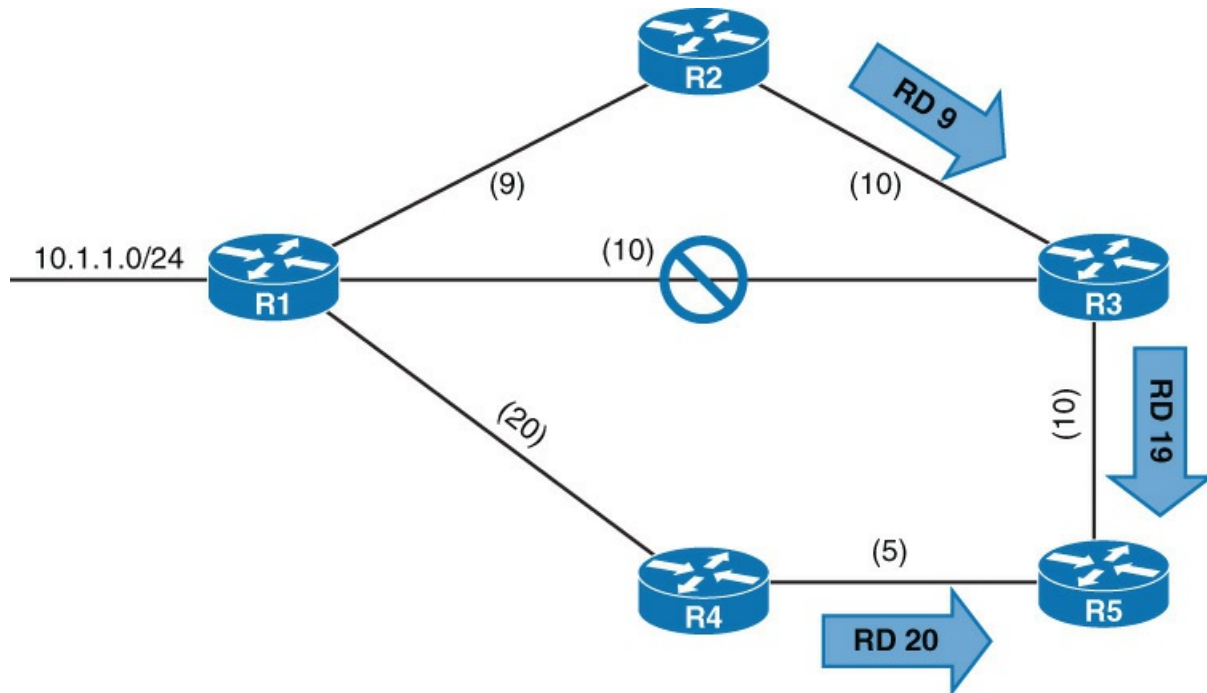 R2
RD 9
(9)
(10)
10.1.1.0/24
(10)
R1
R3
(20)
(10)
RD 19
(5)
R4
R5
RD 20